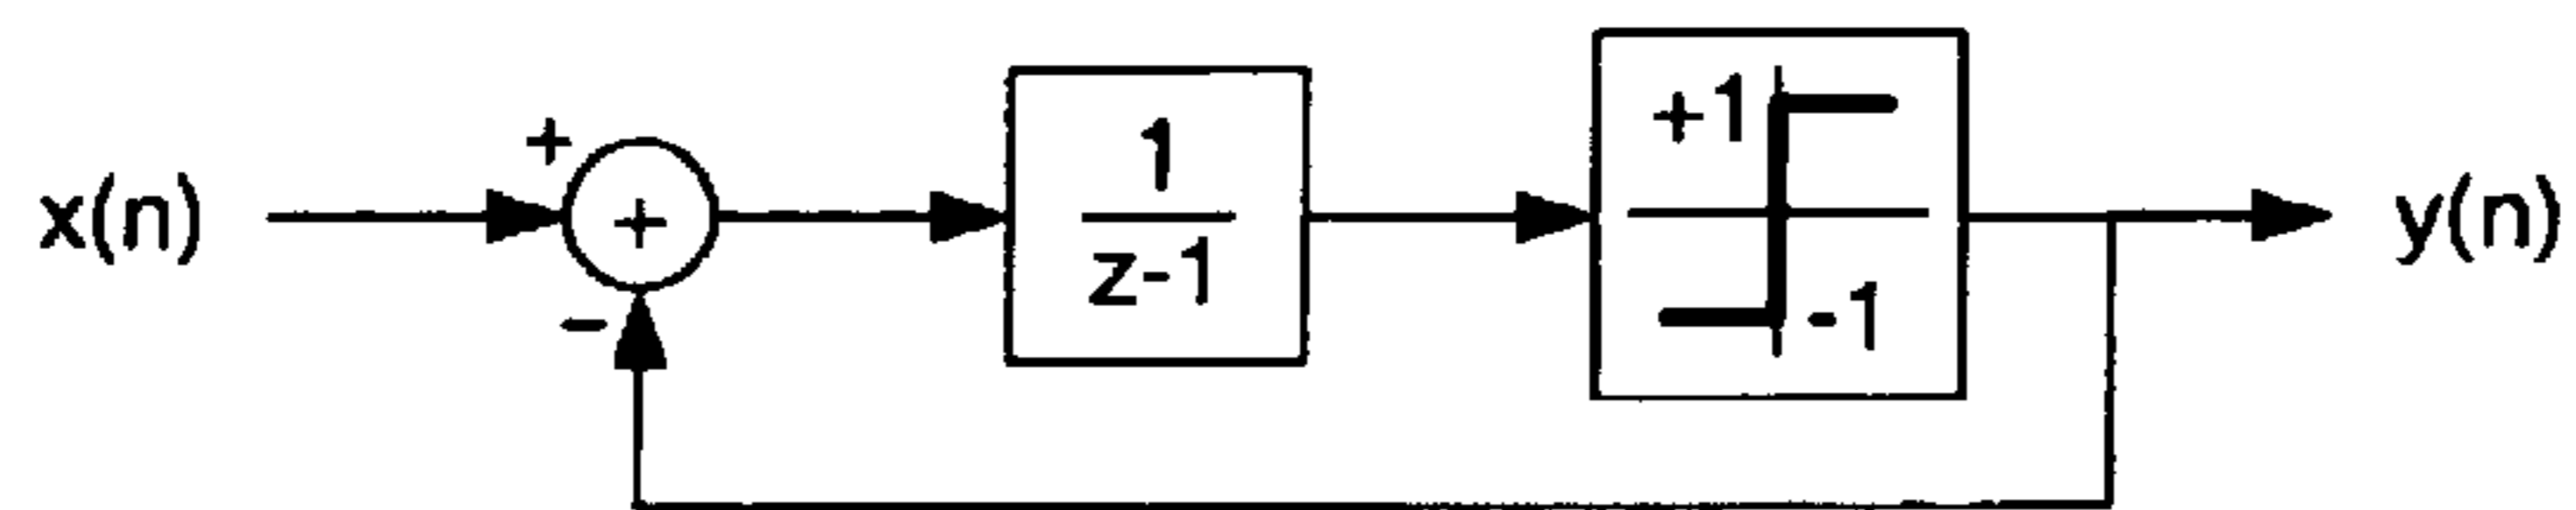 x(n)
+
+
-
1
z-1
+1
-1
y(n)